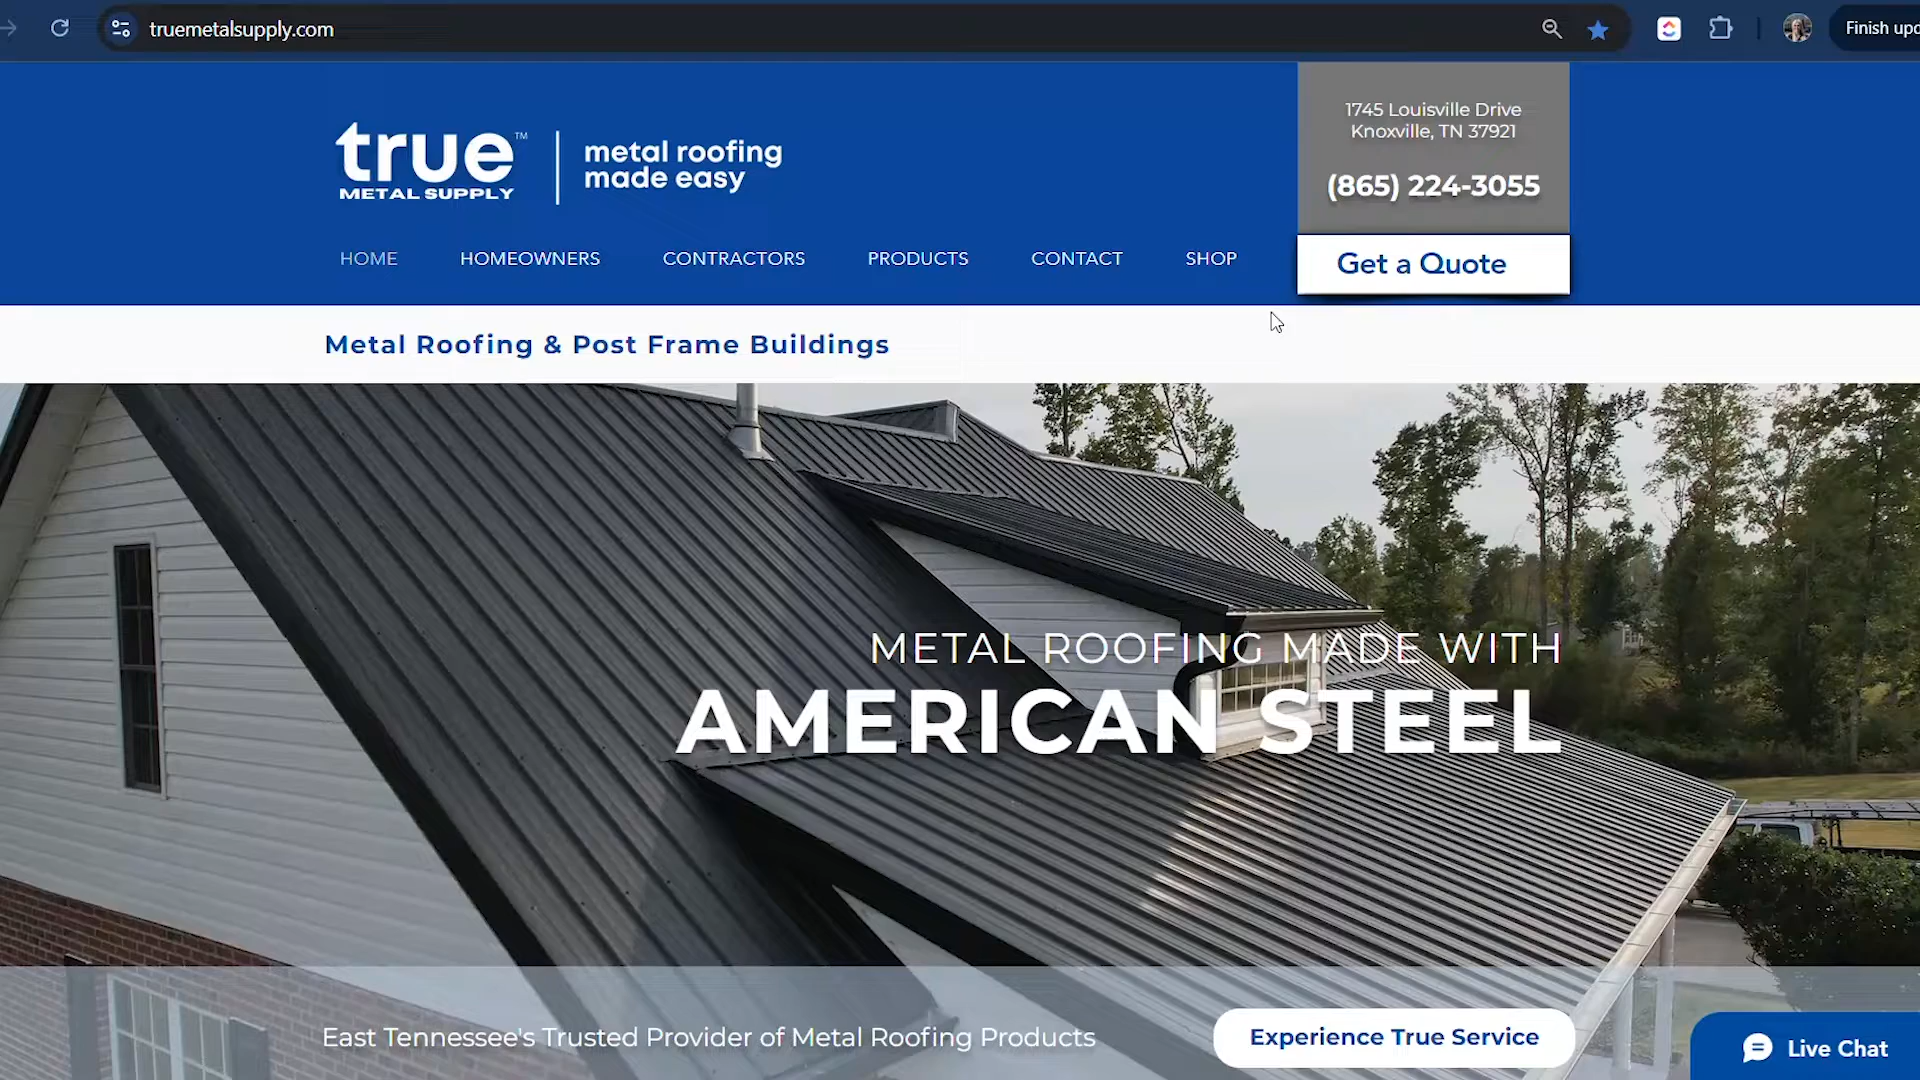 truemetalsupply.com
Finish upd
1745 Louisville Drive
Knoxville, TN 37921
(865) 224-3055
true™
METAL SUPPLY
metal roofing
made easy
HOME HOMEOWNERS CONTRACTORS PRODUCTS CONTACT SHOP
Get a Quote
Metal Roofing & Post Frame Buildings
METAL ROOFING MADE WITH
AMERICAN STEEL
East Tennessee's Trusted Provider of Metal Roofing Products
Experience True Service
Live Chat